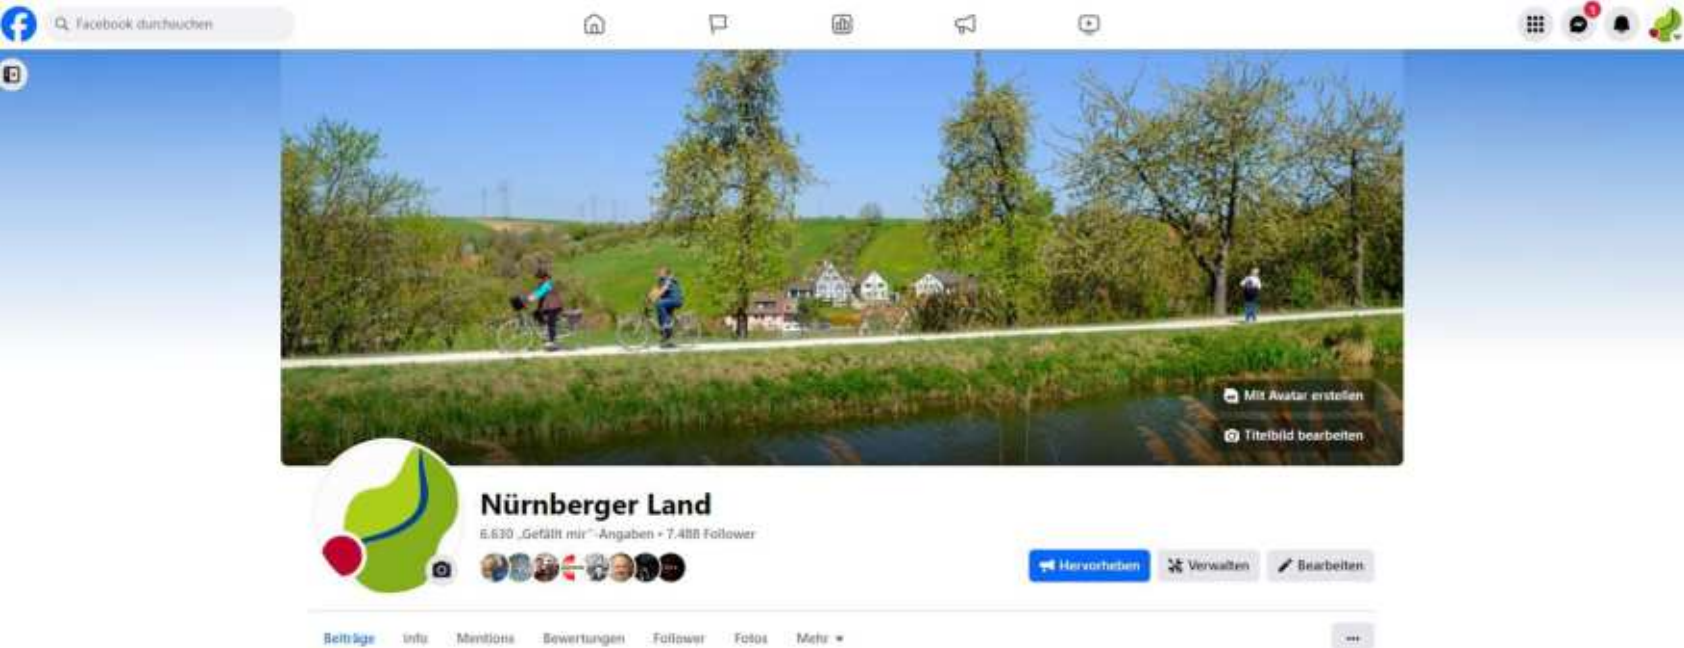 Facebook durchsuchen
1
Mit Avatar erstellen
Titelbild bearbeiten
Nürnberger Land
6.630 „Gefällt mir“-Angaben • 7.488 Follower
Hervorheben
Verwalten
Bearbeiten
Beiträge Info Mentions Bewertungen Follower Fotos Mehr